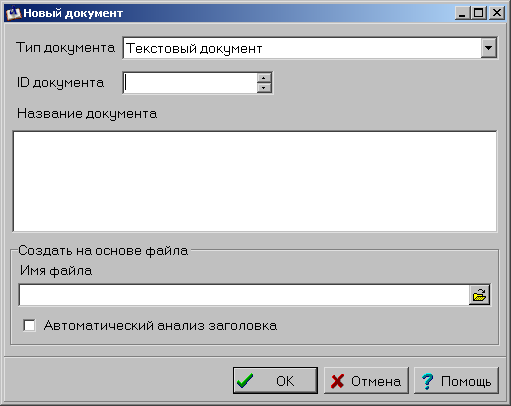 Новый документ
Тип документа Текстовый документ
ID документа
Название документа
Создать на основе файла
Имя файла
Автоматический анализ заголовка
OK Отмена Помощь